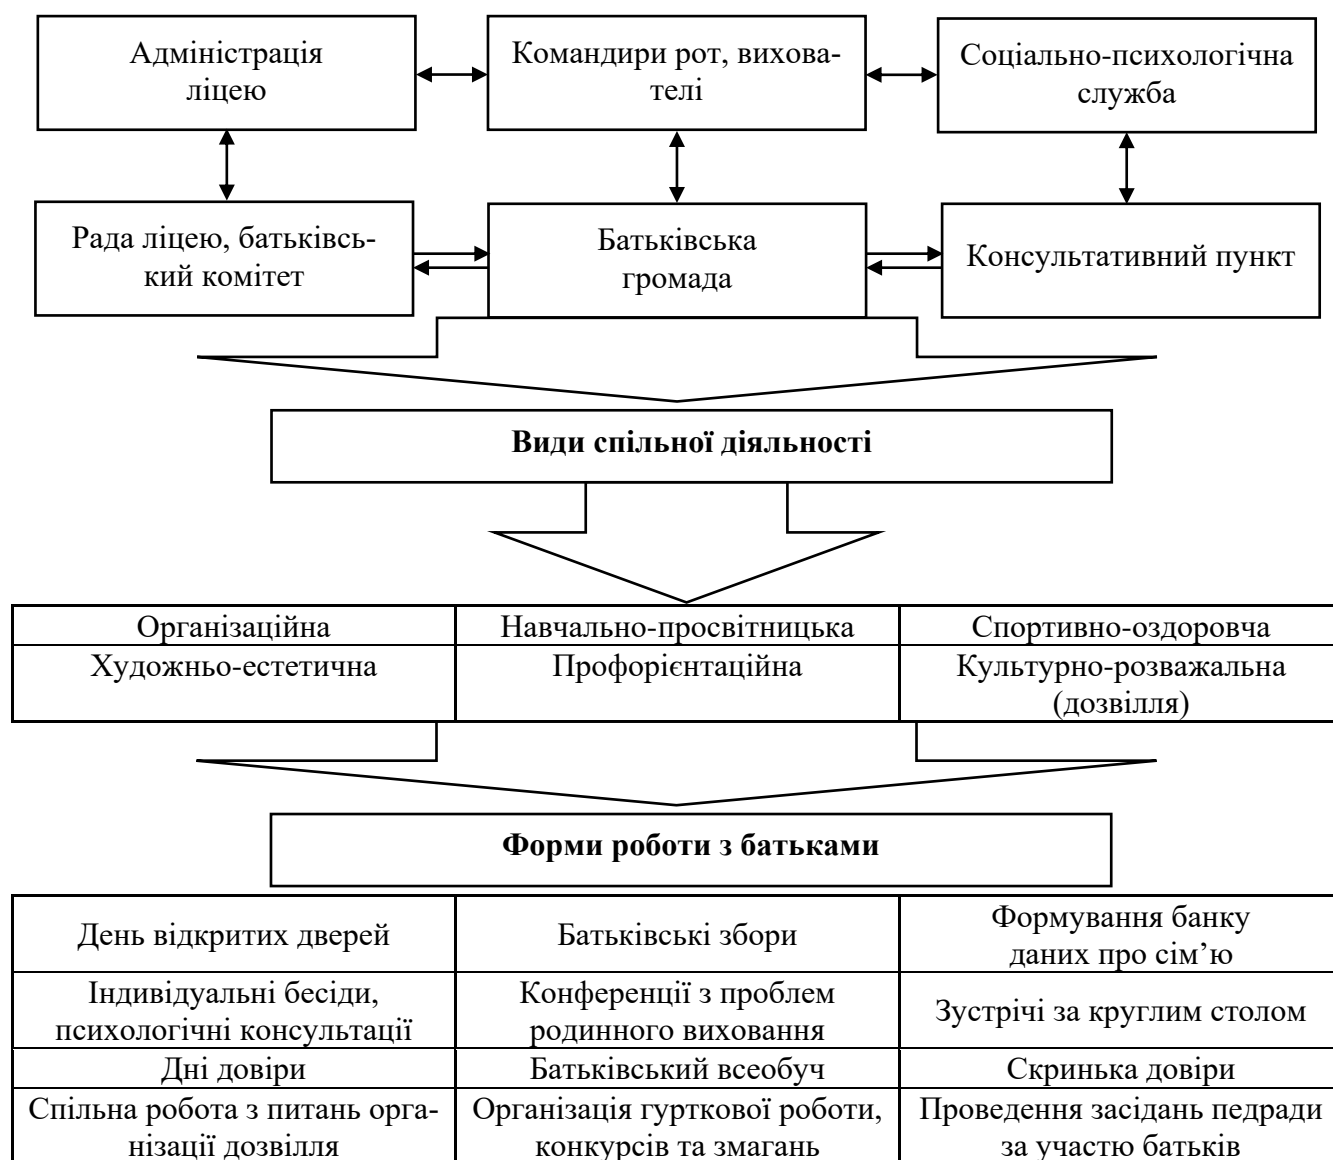 Адміністрація
ліцею
Командири рот, вихова-
телі
Соціально-психологічна
служба
Рада ліцею, батьківсь-
кий комітет
Батьківська
громада
Консультативний пункт
Види спільної діяльності
Організаційна
Навчально-просвітницька
Спортивно-оздоровча
Художньо-естетична
Профорієнтаційна
Культурно-розважальна
(дозвілля)
Форми роботи з батьками
День відкритих дверей
Батьківські збори
Формування банку
даних про сім’ю
Індивідуальні бесіди,
психологічні консультації
Конференції з проблем
родинного виховання
Зустрічі за круглим столом
Дні довіри
Батьківський всеобуч
Скринька довіри
Спільна робота з питань орга-
нізації дозвілля
Організація гурткової роботи,
конкурсів та змагань
Проведення засідань педради
за участю батьків